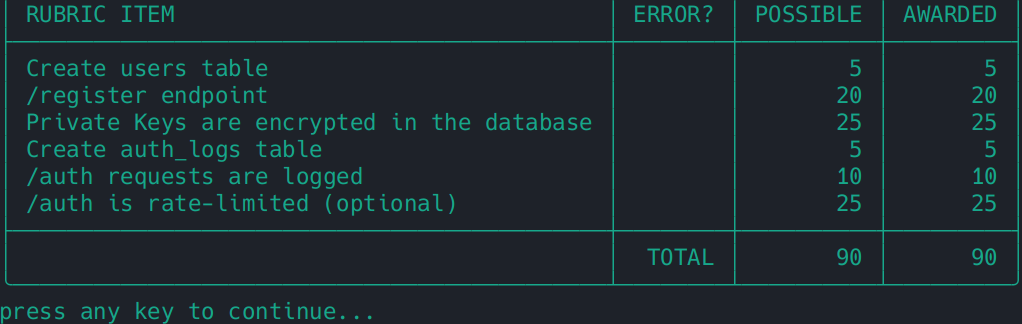 RUBRIC ITEM ERROR? POSSIBLE AWARDED
Create users table 5 5
/register endpoint 20 20
Private Keys are encrypted in the database 25 25
Create auth_logs table 5 5
/auth requests are logged 10 10
/auth is rate-limited (optional) 25 25
TOTAL 90 90
press any key to continue...